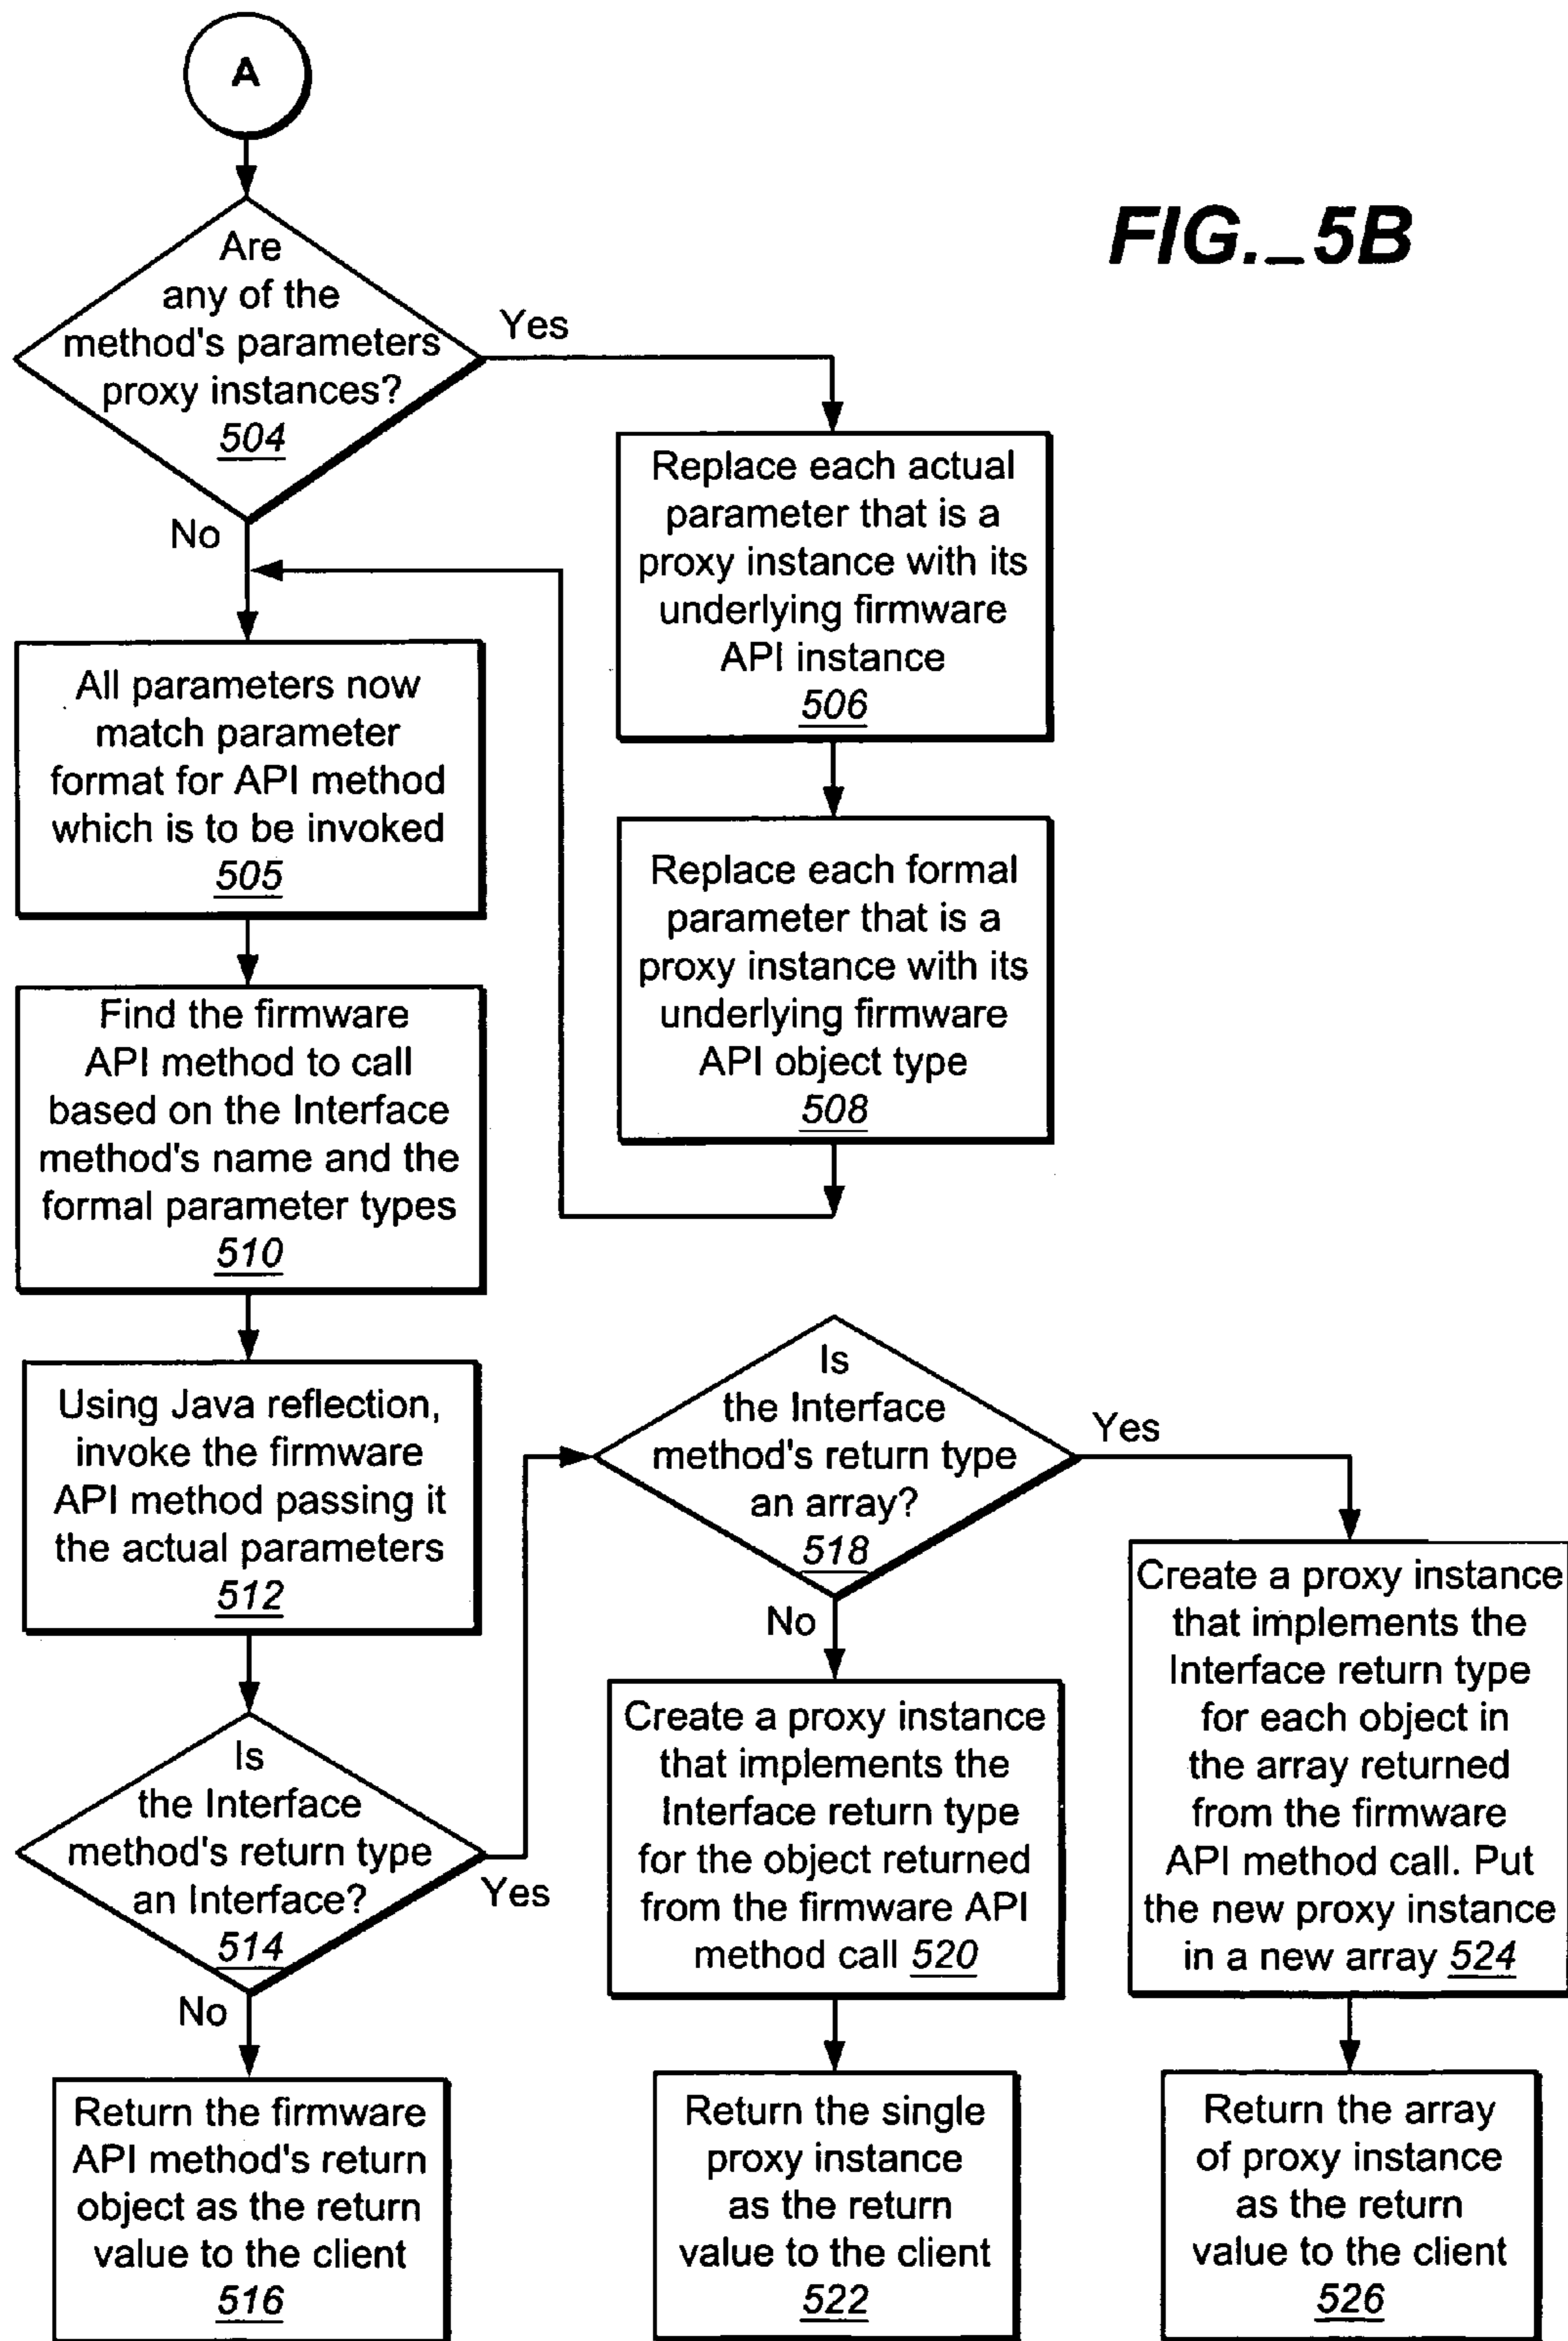 A
FIG._5B
Are
any of the
method's parameters
proxy instances?
504
Yes
No
Replace each actual
parameter that is a
proxy instance with its
underlying firmware
API instance
506
Replace each formal
parameter that is a
proxy instance with its
underlying firmware
API object type
508
All parameters now
match parameter
format for API method
which is to be invoked
505
Find the firmware
API method to call
based on the Interface
method's name and the
formal parameter types
510
Using Java reflection,
invoke the firmware
API method passing it
the actual parameters
512
Is
the Interface
method's return type
an Interface?
514
Yes
No
Return the firmware
API method's return
object as the return
value to the client
516
Is
the Interface
method's return type
an array?
518
Yes
No
Create a proxy instance
that implements the
Interface return type
for the object returned
from the firmware API
method call 520
Return the single
proxy instance
as the return
value to the client
522
Create a proxy instance
that implements the
Interface return type
for each object in
the array returned
from the firmware
API method call. Put
the new proxy instance
in a new array 524
Return the array
of proxy instance
as the return
value to the client
526